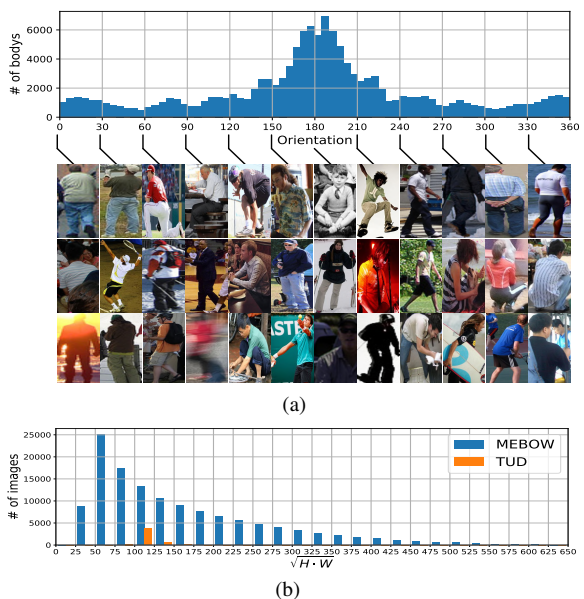 6000
4000
2000
0
# of bodys
0 30 60 90 120 150 180 210 240 270 300 330 360
Orientation
ASTE
(a)
25000
20000
15000
10000
5000
0
# of images
MEBOW
TUD
0 25 50 75 100 125 150 175 200 225 250 275 300 325 350 375 400 425 450 475 500 525 550 575 600 625 650
√H · W
(b)